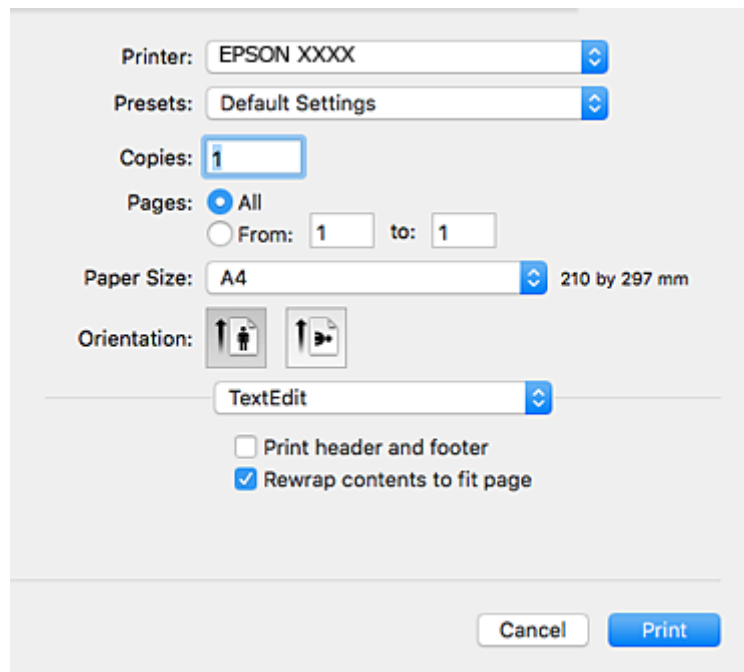 Printer: EPSON XXXX
Presets: Default Settings
Copies: 1
Pages: All
From: 1 to: 1
Paper Size: A4 210 by 297 mm
Orientation:
TextEdit
Print header and footer
Rewrap contents to fit page
Cancel Print